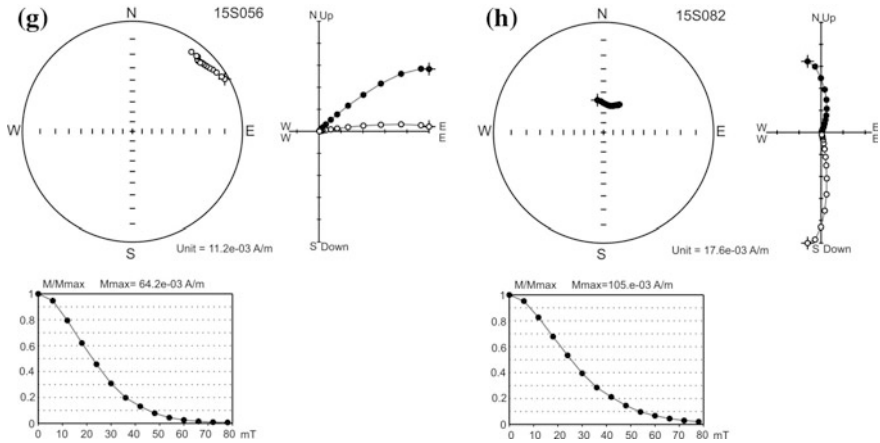 (g)
15S056
N
W
E
S
Unit = 11.2e-03 A/m
N Up
W
W
E
E
S Down
M/Mmax Mmax= 64.2e-03 A/m
1
0.8
0.6
0.4
0.2
0
0 10 20 30 40 50 60 70 80 mT
(h)
15S082
N
W
E
S
Unit = 17.6e-03 A/m
N Up
W
W
E
E
S Down
M/Mmax Mmax=105.e-03 A/m
1
0.8
0.6
0.4
0.2
0
0 10 20 30 40 50 60 70 80 mT